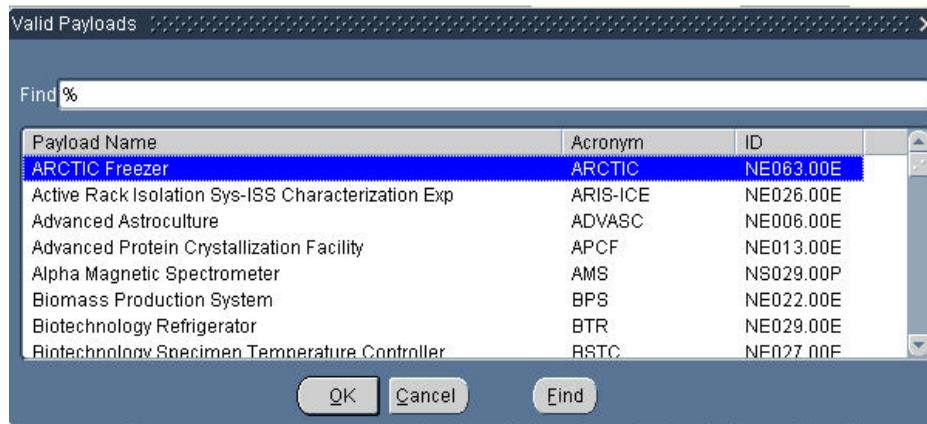 Valid Payloads
Find %
Payload Name Acronym ID
ARCTIC Freezer ARCTIC NE063.00E
Active Rack Isolation Sys-ISS Characterization Exp ARIS-ICE NE026.00E
Advanced Astroculture ADVASC NE006.00E
Advanced Protein Crystallization Facility APCF NE013.00E
Alpha Magnetic Spectrometer AMS NS029.00P
Biomass Production System BPS NE022.00E
Biotechnology Refrigerator BTR NE029.00E
Biotechnology Specimen Temperature Controller BSTC NE027.00E
OK Cancel Find